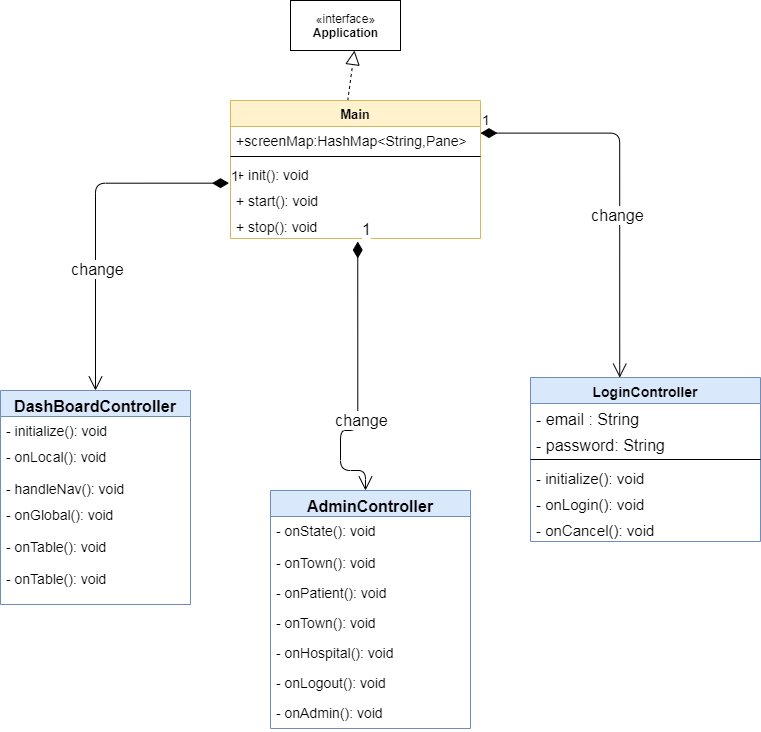 «interface»
Application
Main
+screenMap:HashMap<String,Pane>
+ init(): void
+ start(): void
+ stop(): void
1
1
1
change
change
change
DashBoardController
- initialize(): void
- onLocal(): void
- handleNav(): void
- onGlobal(): void
- onTable(): void
- onTable(): void
AdminController
- onState(): void
- onTown(): void
- onPatient(): void
- onTown(): void
- onHospital(): void
- onLogout(): void
- onAdmin(): void
LoginController
- email : String
- password: String
- initialize(): void
- onLogin(): void
- onCancel(): void